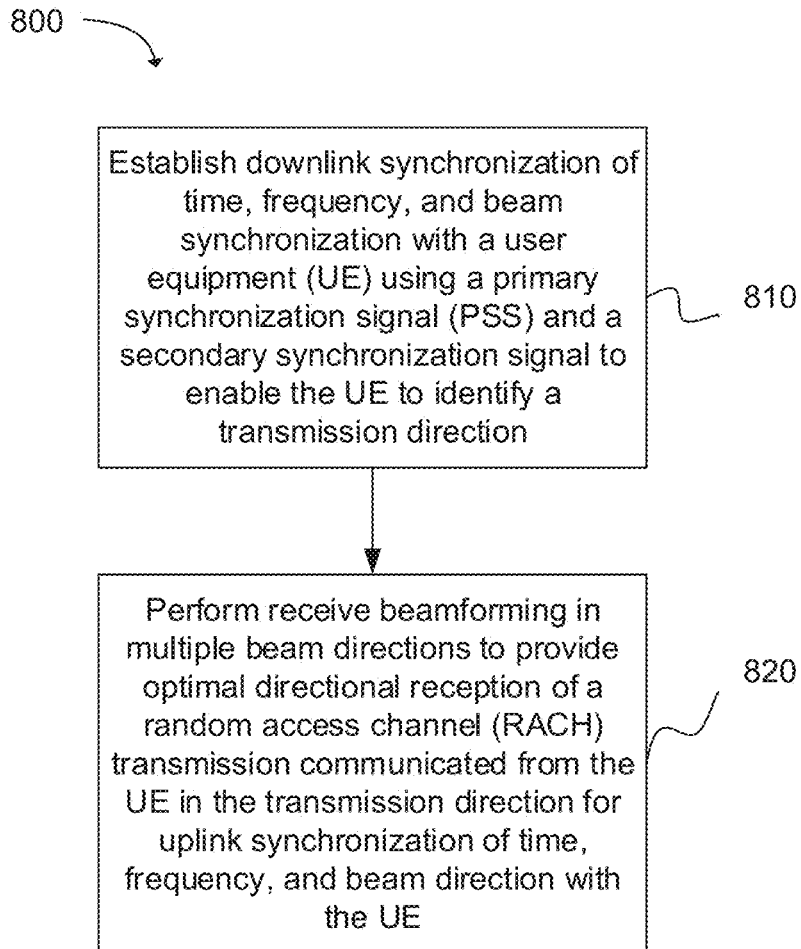 800
Establish downlink synchronization of
time, frequency, and beam
synchronization with a user
equipment (UE) using a primary
synchronization signal (PSS) and a
secondary synchronization signal to
enable the UE to identify a
transmission direction
810
Perform receive beamforming in
multiple beam directions to provide
optimal directional reception of a
random access channel (RACH)
transmission communicated from the
UE in the transmission direction for
uplink synchronization of time,
frequency, and beam direction with
the UE
820